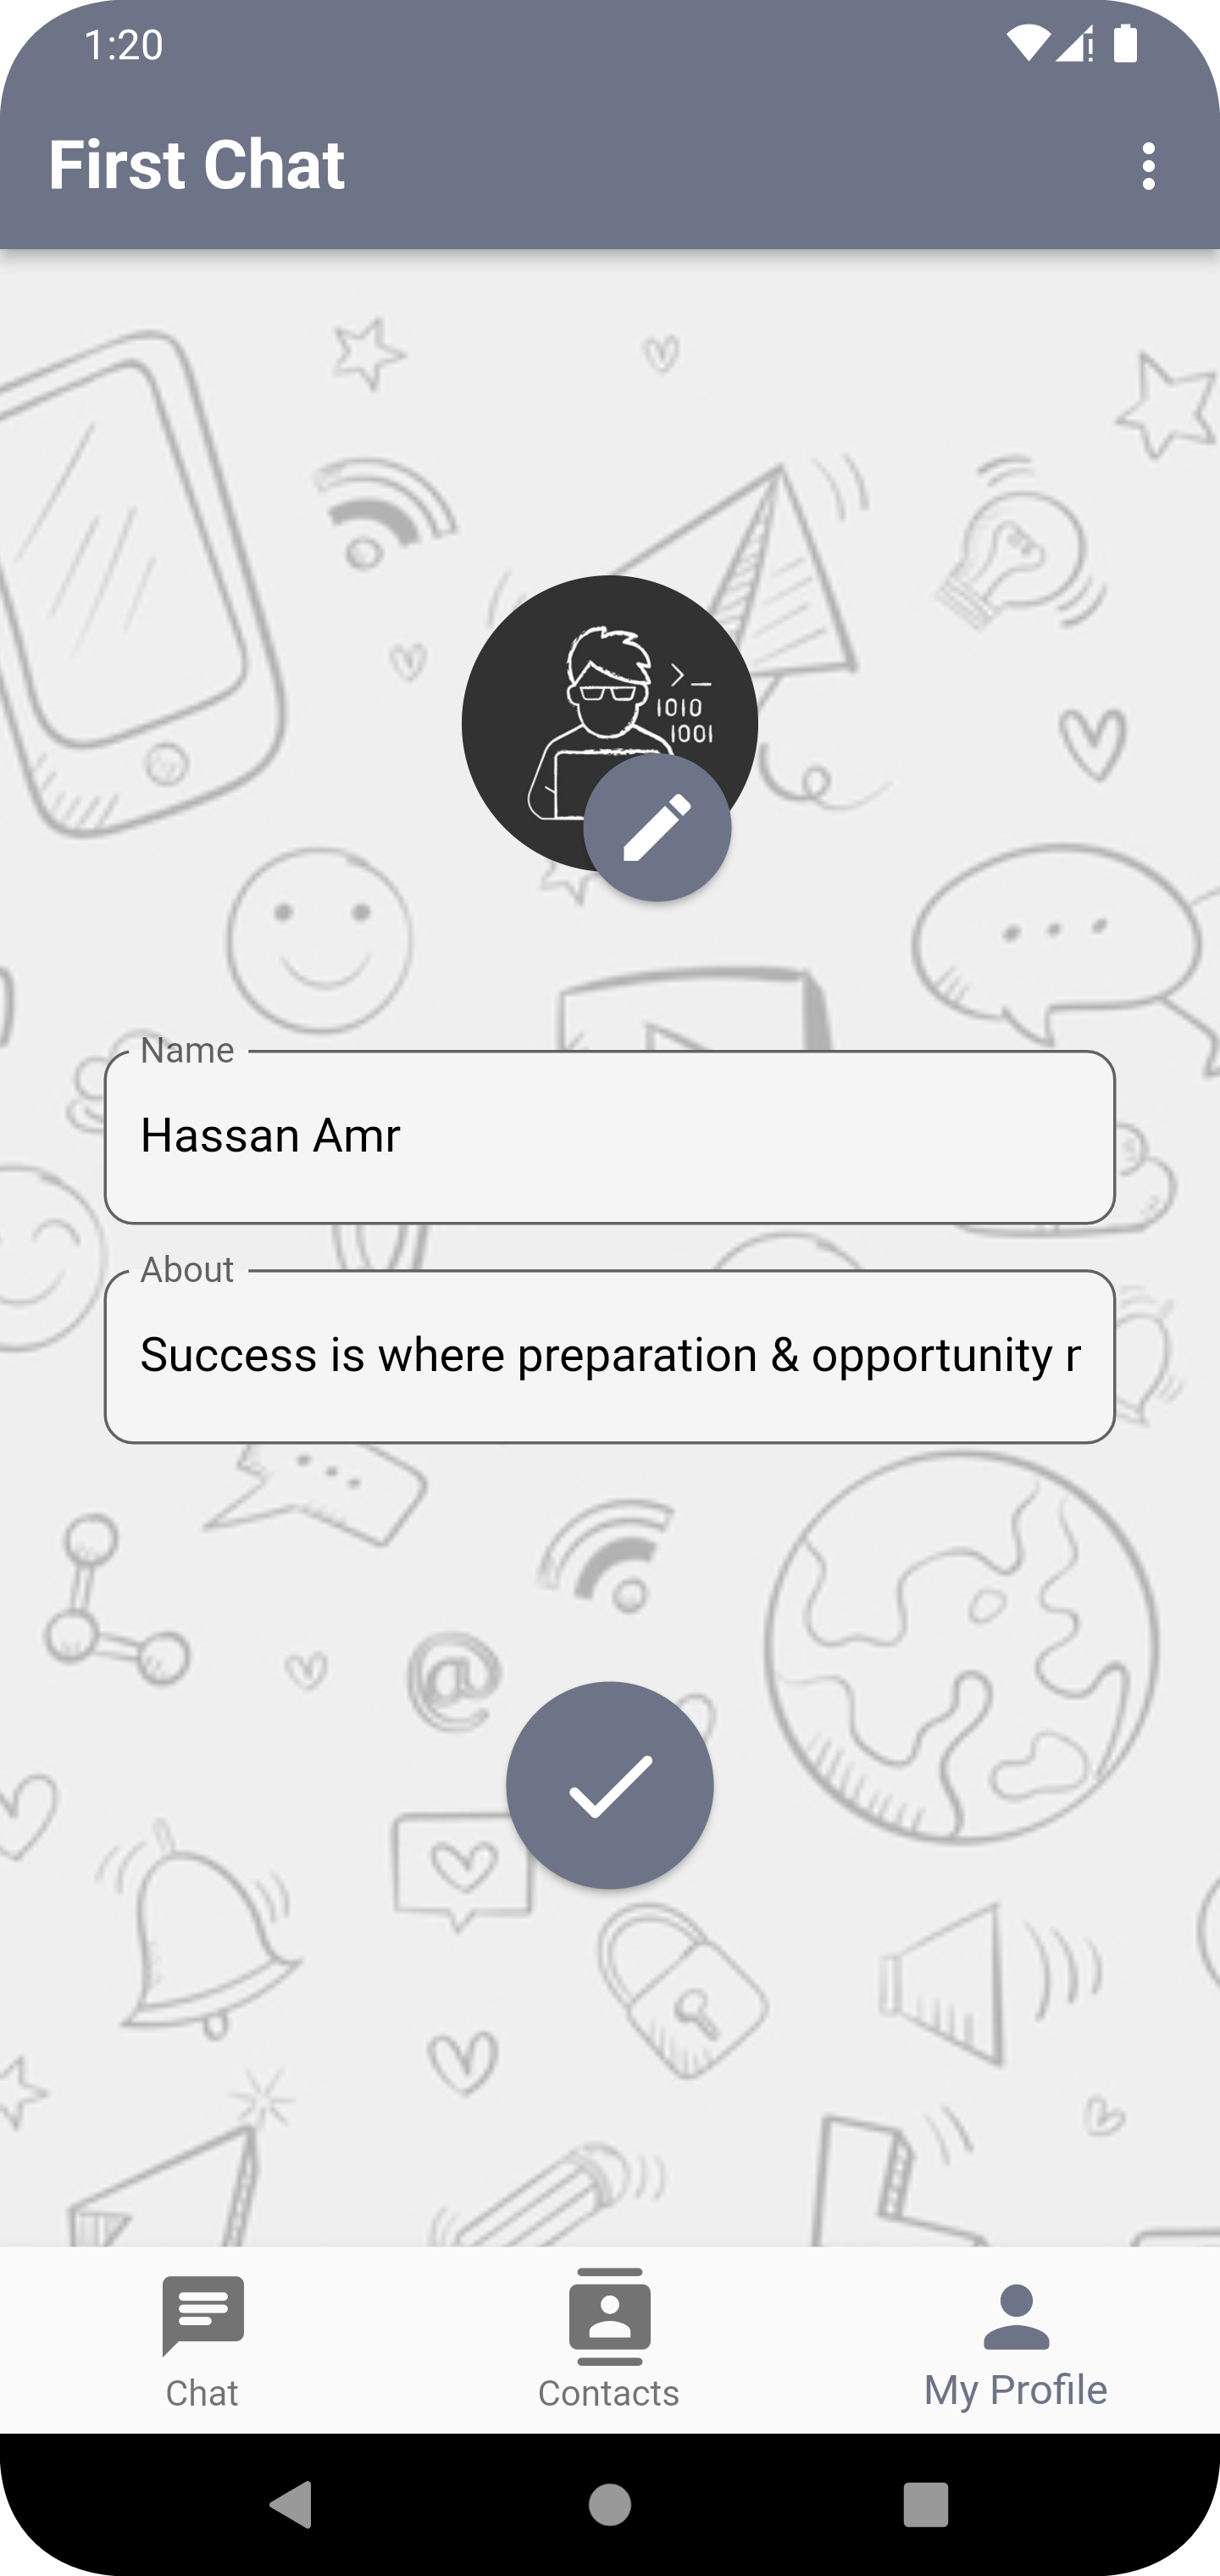 1:20
First Chat
>_
1010
1001
Name
Hassan Amr
About
Success is where preparation & opportunity
Chat
Contacts
My Profile